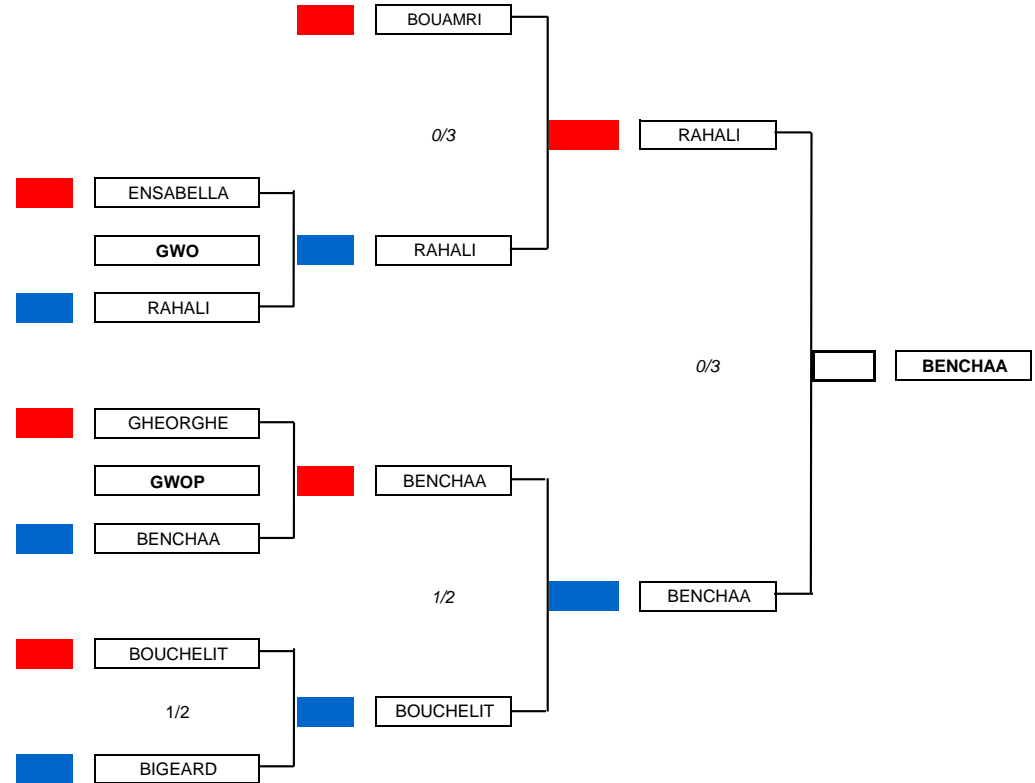 BOUAMRI
0/3
RAHALI
ENSABELLA
GWO
RAHALI
RAHALI
0/3
BENCHAA
GHEORGHE
GWOP
BENCHAA
BENCHAA
1/2
BENCHAA
BOUCHELIT
1/2
BOUCHELIT
BIGEARD